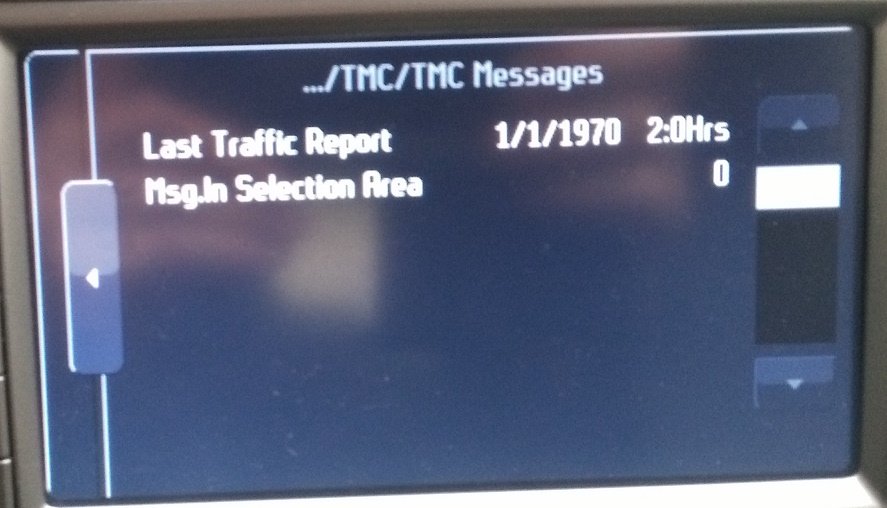 .../TMC/TMC Messages
Last Traffic Report 1/1/1970 2:0Hrs
Msg.In Selection Area 0